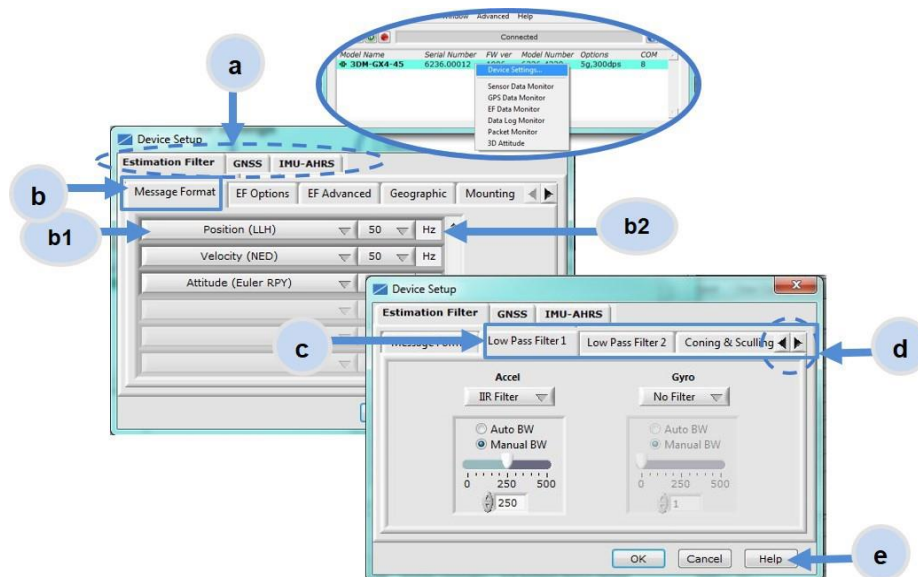 Window Advanced Help
Connected
Model Name Serial Number FW ver Model Number Options COM
3DM-GX4-45 6236.00012 5g,300dps 8
Device Settings...
Sensor Data Monitor
GPS Data Monitor
EF Data Monitor
Data Log Monitor
Packet Monitor
3D Attitude
a
Device Setup
Estimation Filter GNSS IMU-AHRS
b
Message Format EF Options EF Advanced Geographic Mounting
b1
Position (LLH) 50 Hz
b2
Velocity (NED) 50 Hz
Attitude (Euler RPY)
Device Setup
Estimation Filter GNSS IMU-AHRS
c
Message Format Low Pass Filter 1 Low Pass Filter 2 Coning & Sculling
d
Accel Gyro
IIR Filter No Filter
Auto BW Auto BW
Manual BW Manual BW
0 250 500 0 250 500
250 1
OK Cancel Help
e